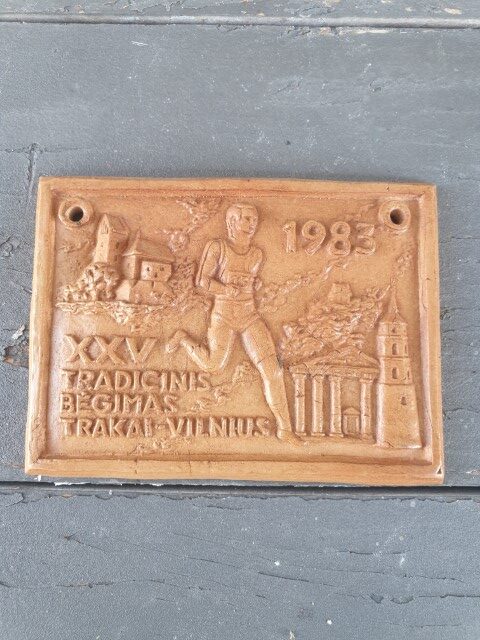 1983
XXV
TRADICINIS
BĖGIMAS
TRAKAI-VILNIUS